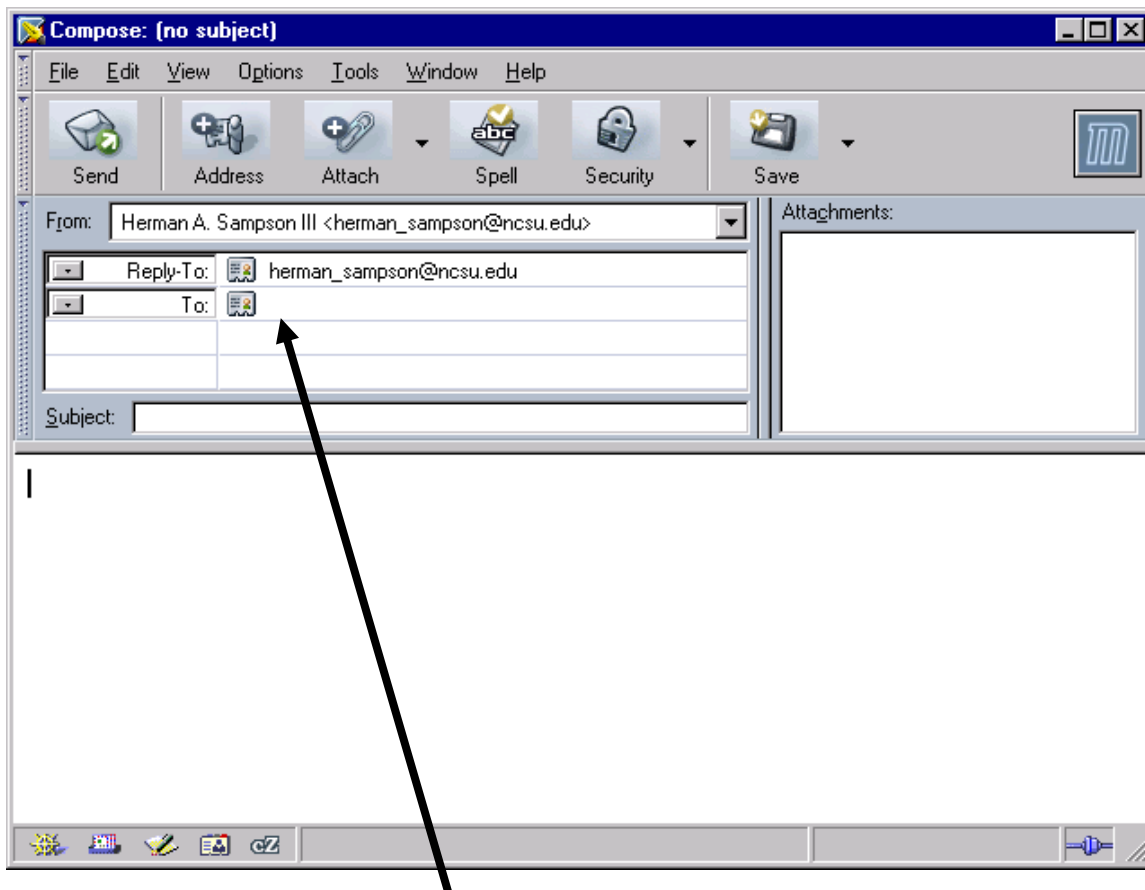 Compose: (no subject)
File Edit View Options Tools Window Help
Send Address Attach Spell Security Save
From: Herman A. Sampson III <herman_sampson@ncsu.edu> Attachments:
Reply-To: herman_sampson@ncsu.edu
To:
Subject: